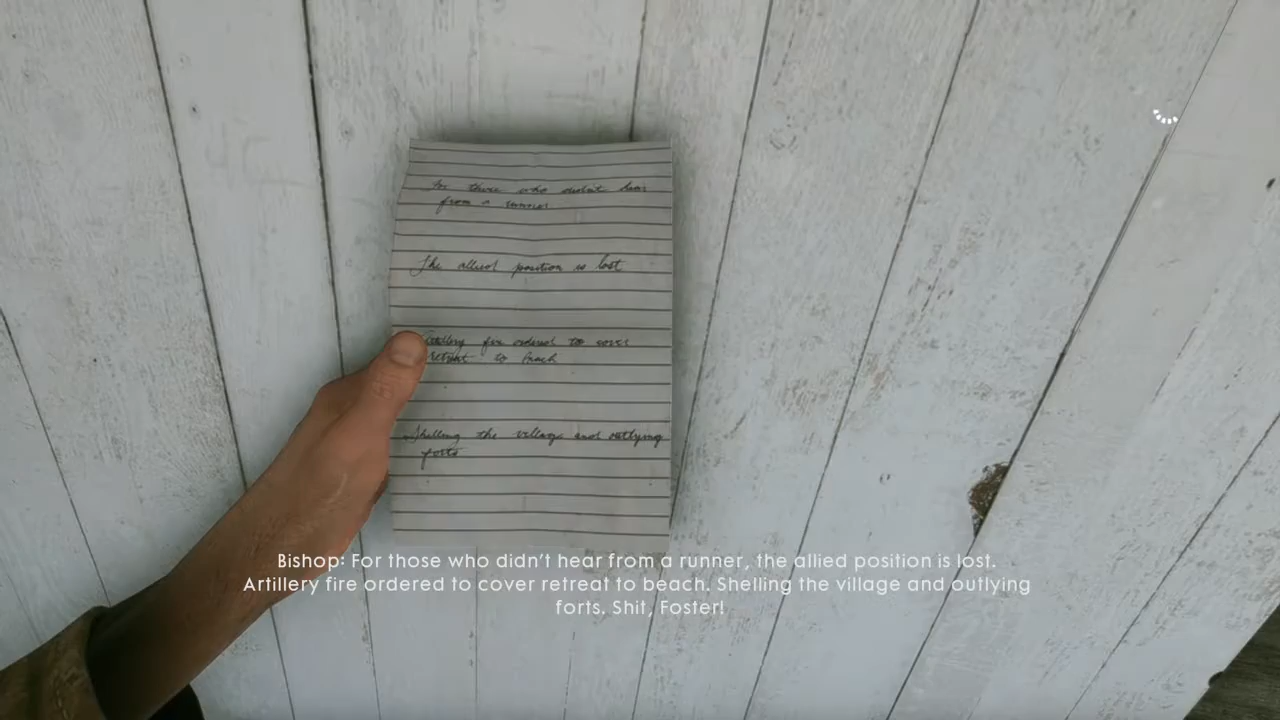 For those who didn't hear
from a runner
The allied position is lost
Artillery fire ordered to cover
retreat to beach
Shelling the village and outlying
forts
Bishop: For those who didn’t hear from a runner, the allied position is lost.
Artillery fire ordered to cover retreat to beach. Shelling the village and outlying
forts. Shit, Foster!